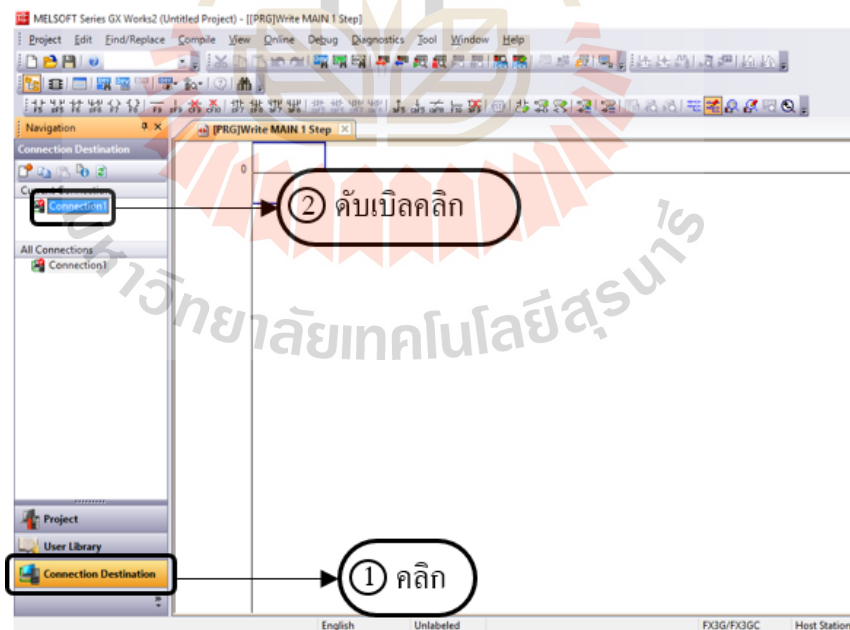 MELSOFT Series GX Works2 (Untitled Project) - [[PRG]Write MAIN 1 Step]
Project Edit Find/Replace Compile View Online Debug Diagnostics Tool Window Help
Navigation
[PRG]Write MAIN 1 Step
Connection Destination
0
Current Connection
Connection1
② ดับเบิลคลิก
All Connections
Connection1
มหาวิทยาลัยเทคโนโลยีสุรนารี
Project
User Library
Connection Destination
① คลิก
English Unlabeled FX3G/FX3GC Host Station